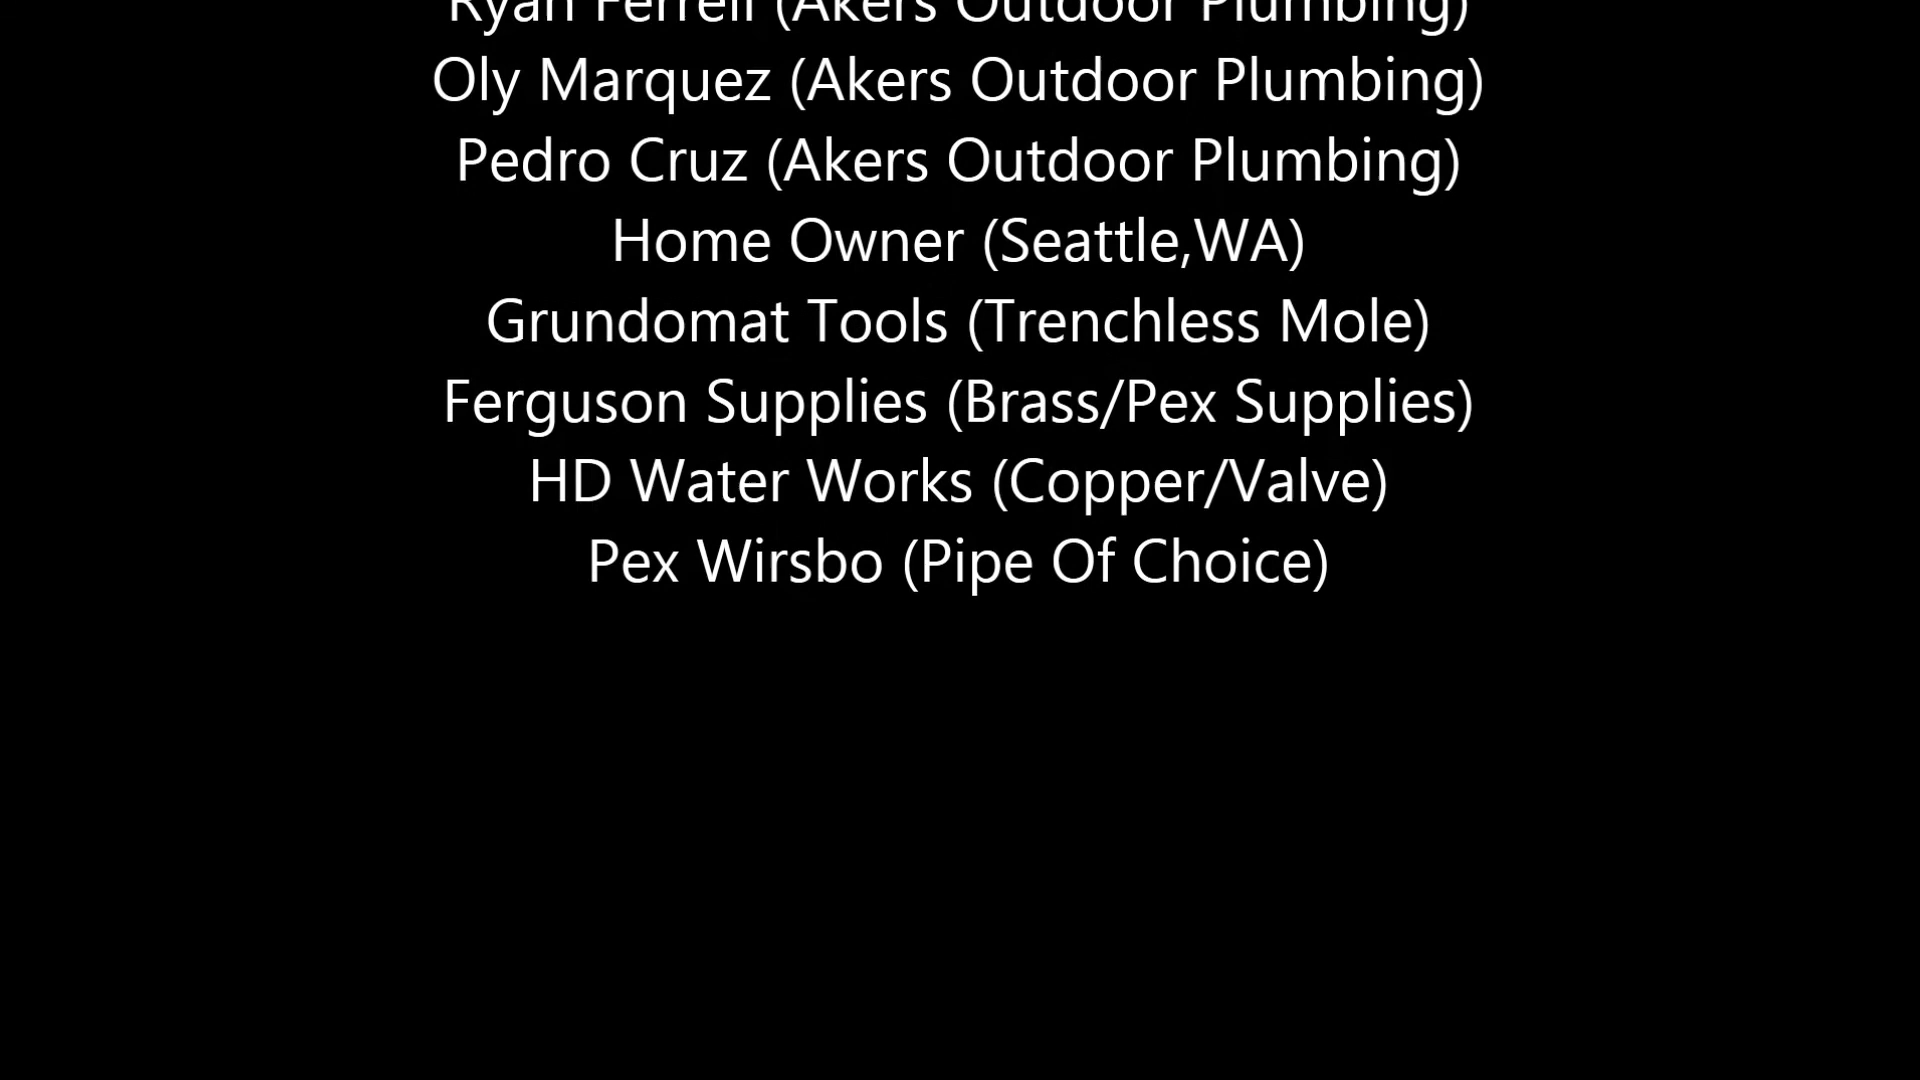 Ryan Ferrell (Akers Outdoor Plumbing)
Oly Marquez (Akers Outdoor Plumbing)
Pedro Cruz (Akers Outdoor Plumbing)
Home Owner (Seattle,WA)
Grundomat Tools (Trenchless Mole)
Ferguson Supplies (Brass/Pex Supplies)
HD Water Works (Copper/Valve)
Pex Wirsbo (Pipe Of Choice)